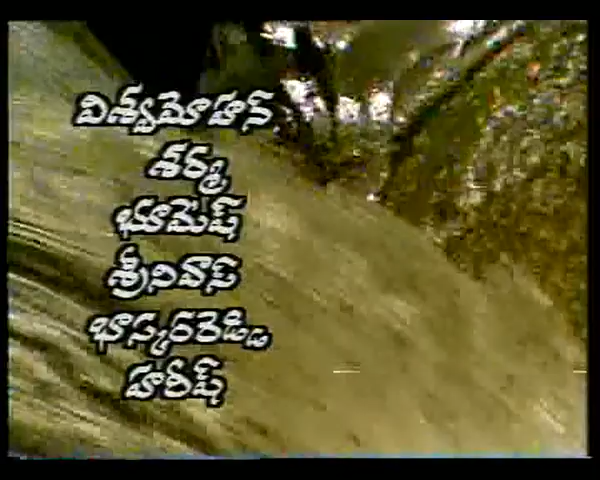 విశ్వమోహన్
శర్మ
భూమేష్
శ్రీనివాస్
భాస్కరరెడ్డి
హరీష్